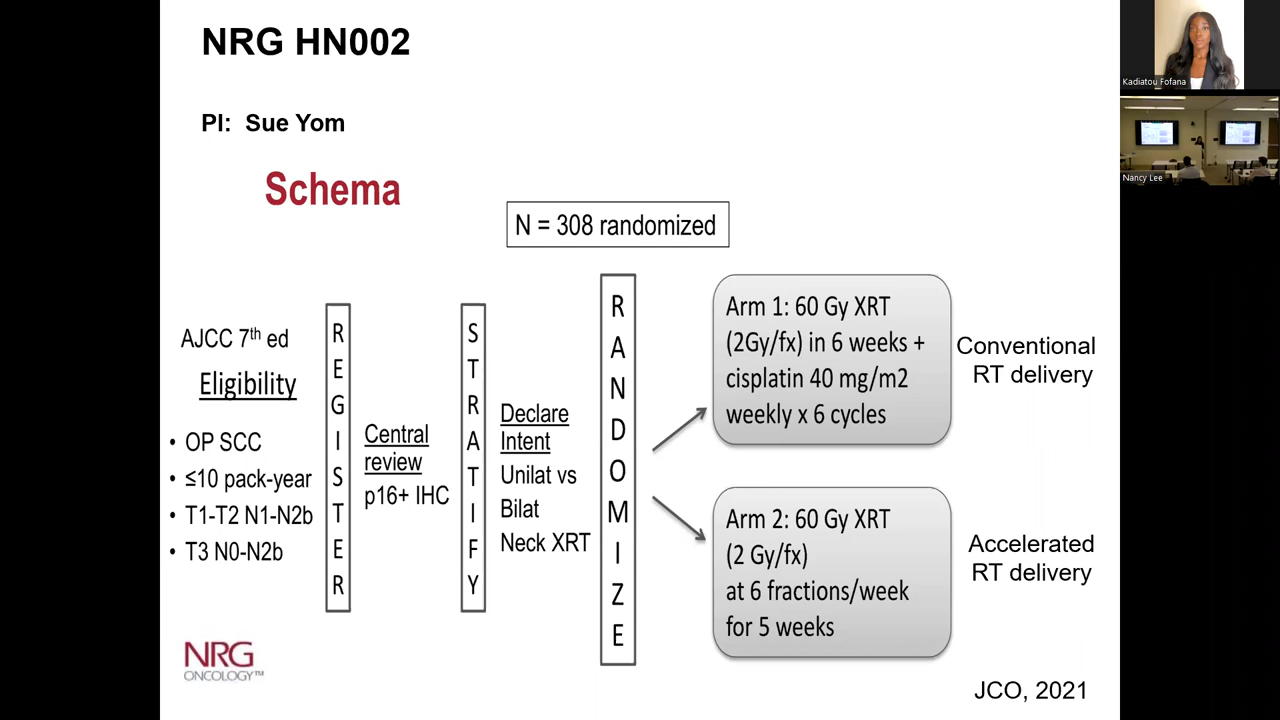 NRG HN002
PI: Sue Yom
Schema
N = 308 randomized
AJCC 7th ed
Eligibility
• OP SCC
• ≤10 pack-year
• T1-T2 N1-N2b
• T3 N0-N2b
REGISTER
Central
review
p16+ IHC
STRATIFY
Declare
Intent
Unilat vs
Bilat
Neck XRT
RANDOMIZE
Arm 1: 60 Gy XRT
(2Gy/fx) in 6 weeks +
cisplatin 40 mg/m2
weekly x 6 cycles
Conventional
RT delivery
Arm 2: 60 Gy XRT
(2 Gy/fx)
at 6 fractions/week
for 5 weeks
Accelerated
RT delivery
NRG
ONCOLOGY™
JCO, 2021
Kadiatou Fofana
Nancy Lee